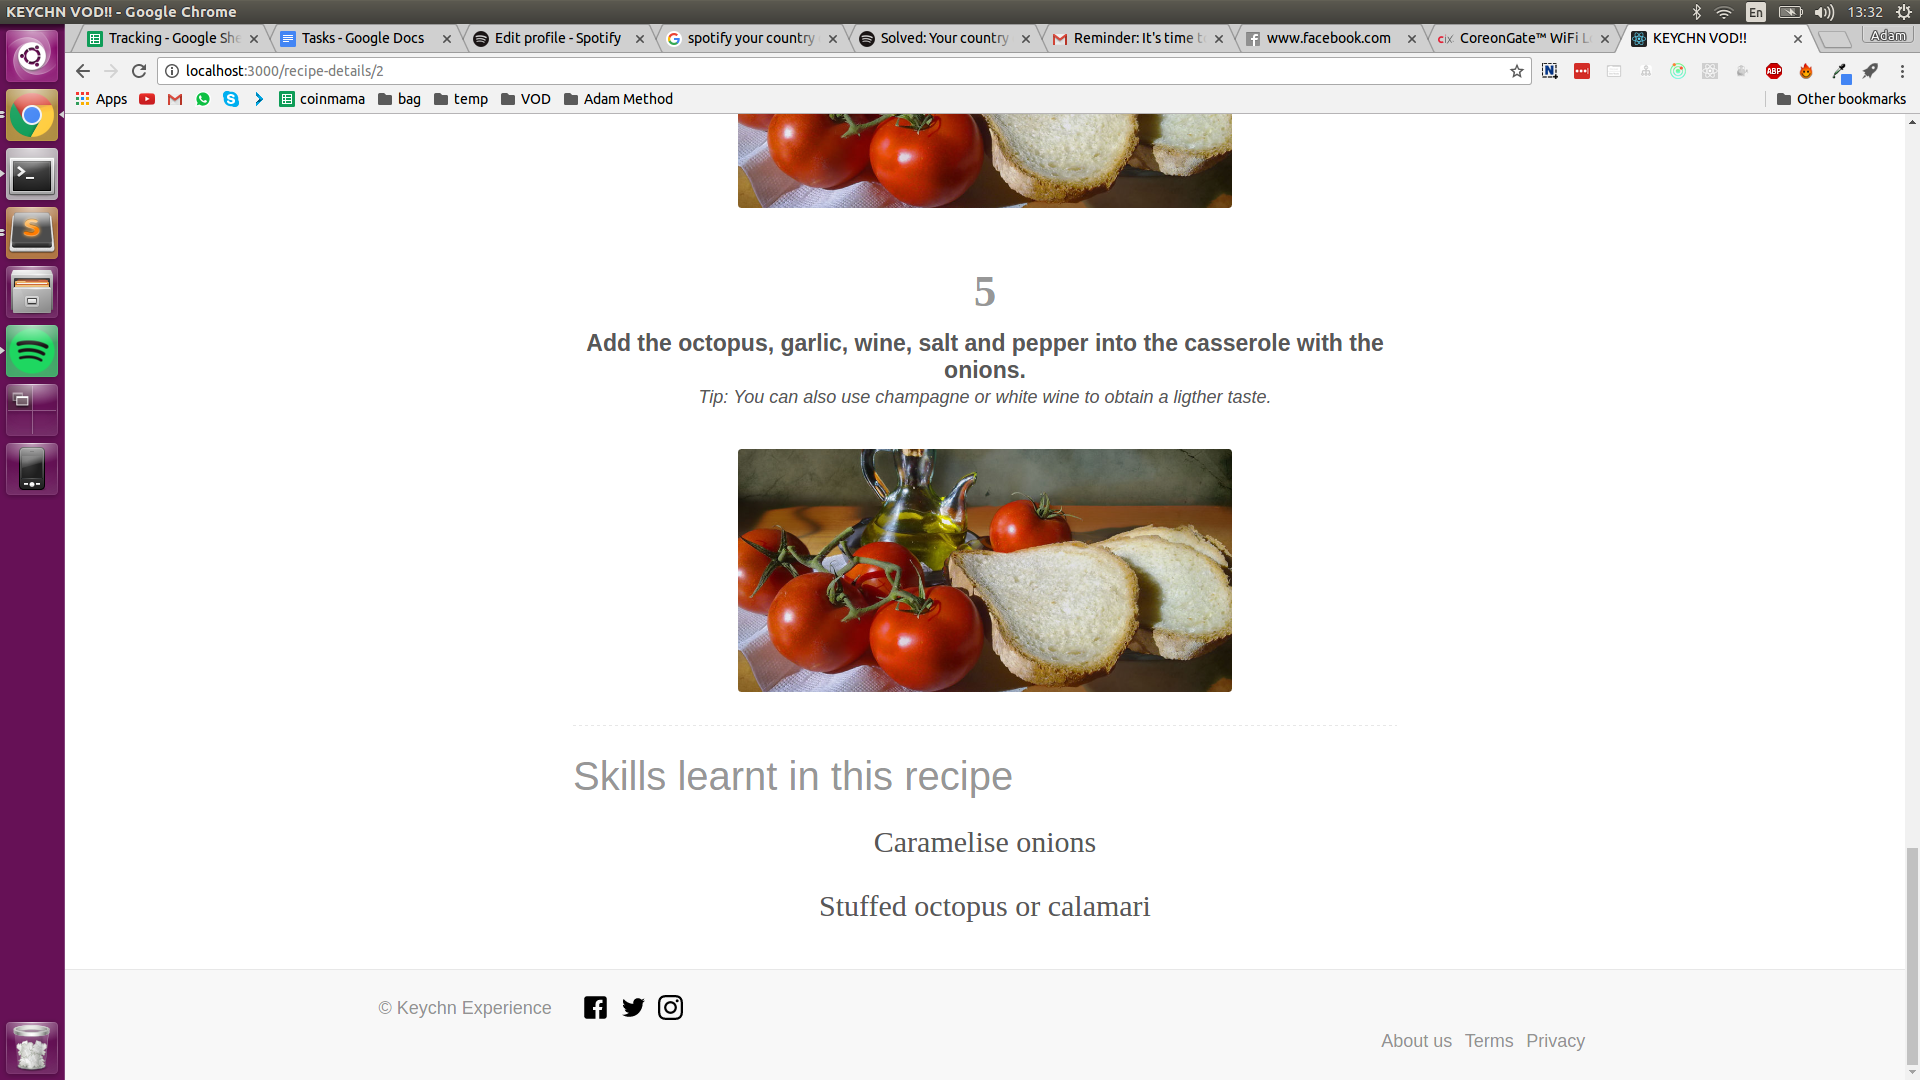 KEYCHN VOD!! - Google Chrome
En
13:32
Tracking - Google She
Tasks - Google Docs
Edit profile - Spotify
spotify your country
Solved: Your country
Reminder: It's time t
www.facebook.com
CoreonGate™ WiFi L
KEYCHN VOD!!
Adam
localhost:3000/recipe-details/2
ABP
Apps
coinmama
bag
temp
VOD
Adam Method
Other bookmarks
5
Add the octopus, garlic, wine, salt and pepper into the casserole with the
onions.
Tip: You can also use champagne or white wine to obtain a ligther taste.
Skills learnt in this recipe
Caramelise onions
Stuffed octopus or calamari
© Keychn Experience
About us Terms Privacy